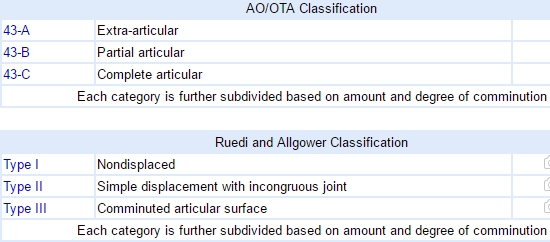 AO/OTA Classification
43-A Extra-articular
43-B Partial articular
43-C Complete articular
Each category is further subdivided based on amount and degree of comminution
Ruedi and Allgower Classification
Type I Nondisplaced
Type II Simple displacement with incongruous joint
Type III Comminuted articular surface
Each category is further subdivided based on amount and degree of comminution